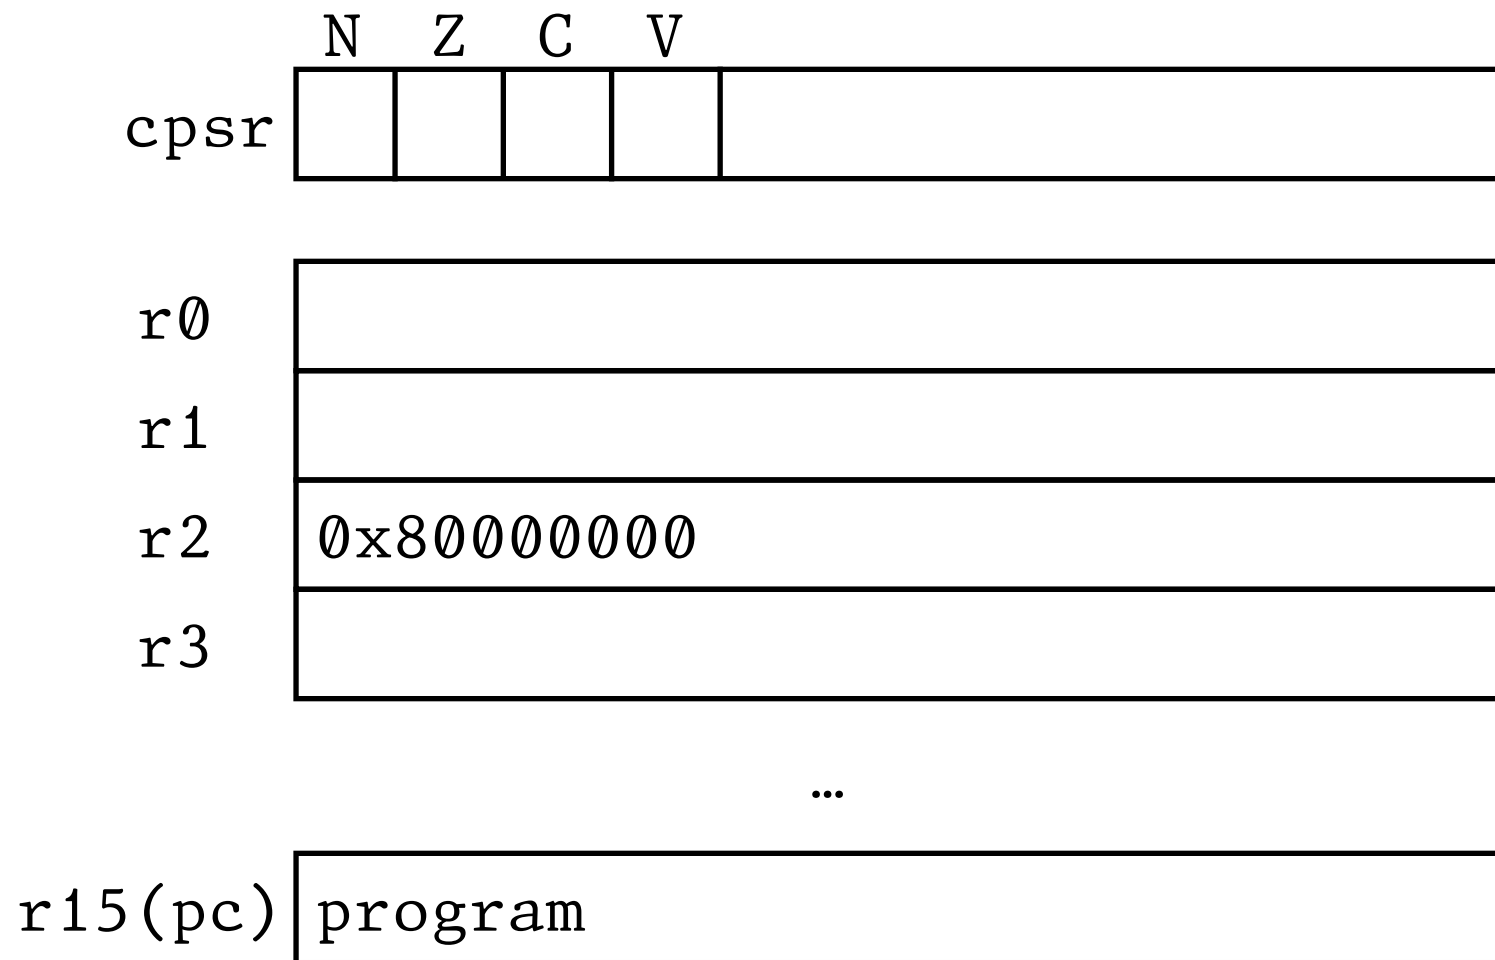 N Z C V
cpsr
r0
r1
r2 0x80000000
r3
…
r15(pc) program